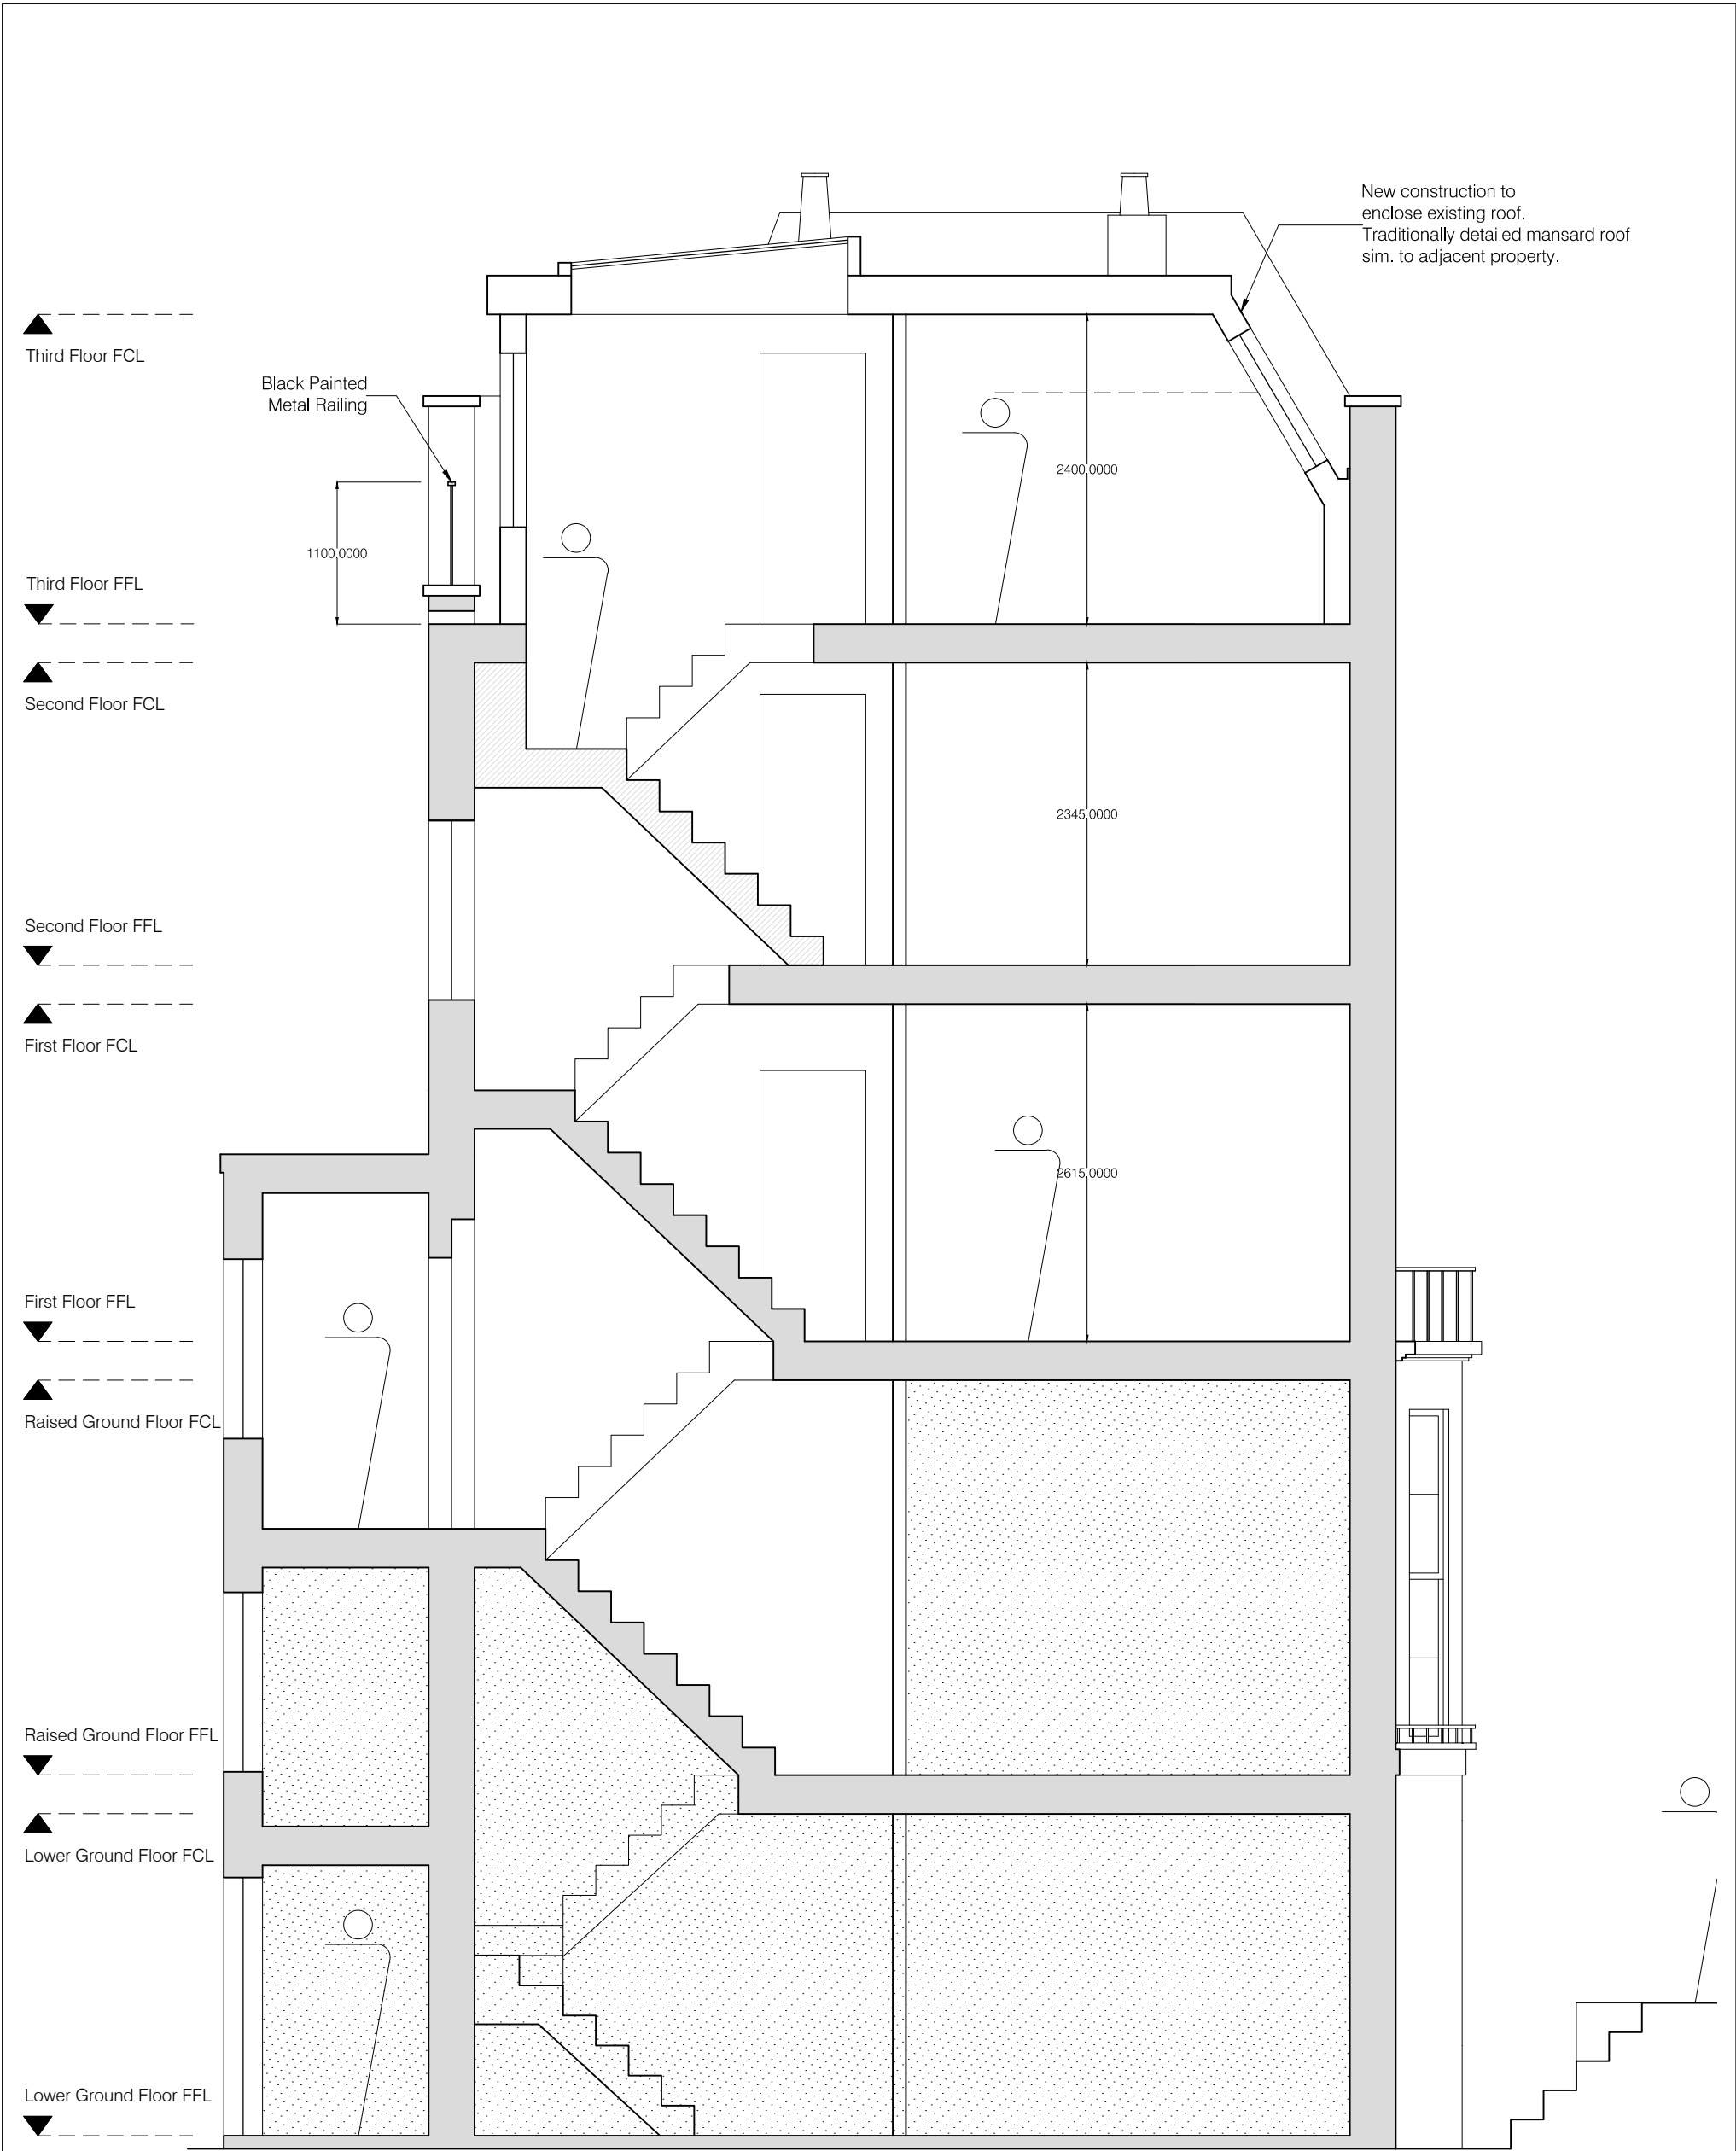 New construction to
enclose existing roof.
Traditionally detailed mansard roof
sim. to adjacent property.
Third Floor FCL
Black Painted
Metal Railing
2400,0000
1100,0000
Third Floor FFL
Second Floor FCL
2345,0000
Second Floor FFL
First Floor FCL
2615,0000
First Floor FFL
Raised Ground Floor FCL
Raised Ground Floor FFL
Lower Ground Floor FCL
Lower Ground Floor FFL